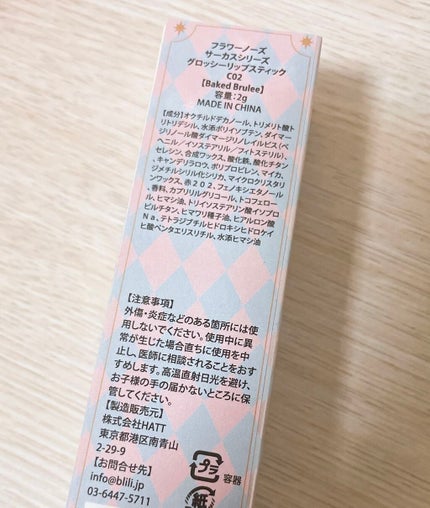 フラワーノーズ
サーカスシリーズ
グロッシーリップスティック
C02
【Baked Brulee】
容量：2g
MADE IN CHINA
【成分】オクチルドデカノール、トリメリト酸ト
リトリデシル、水添ポリイソブテン、ダイマー
ジリノール酸ダイマージリノレイルビス（ベ
ヘニル／イソステアリル／フィトステリル）、
セレシン、合成ワックス、酸化鉄、酸化チタン
、キャンデリラロウ、ポリプロピレン、マイカ、
ジメチルシリル化シリカ、マイクロクリスタリ
ンワックス、赤２０２、フェノキシエタノール
、香料、カプリリルグリコール、トコフェロー
ル、ヒマシ油、トリイソステアリン酸イソプロ
ピルチタン、ヒマワリ種子油、ヒアルロン酸
Ｎａ、テトラジブチルヒドロキシヒドロケイ
ヒ酸ペンタエリスリチル、水添ヒマシ油
【注意事項】
外傷・炎症などのある箇所には使
用しないでください。使用中に異
常が生じた場合直ちに使用を中
止し、医師に相談されることをおす
すめします。高温直射日光を避け、
お子様の手の届かないところに保
管してください。
【製造販売元】
株式会社HATT
東京都港区南青山
2-29-9
【お問合せ先】
info@blili.jp
03-6447-5711
プラ
容器
紙